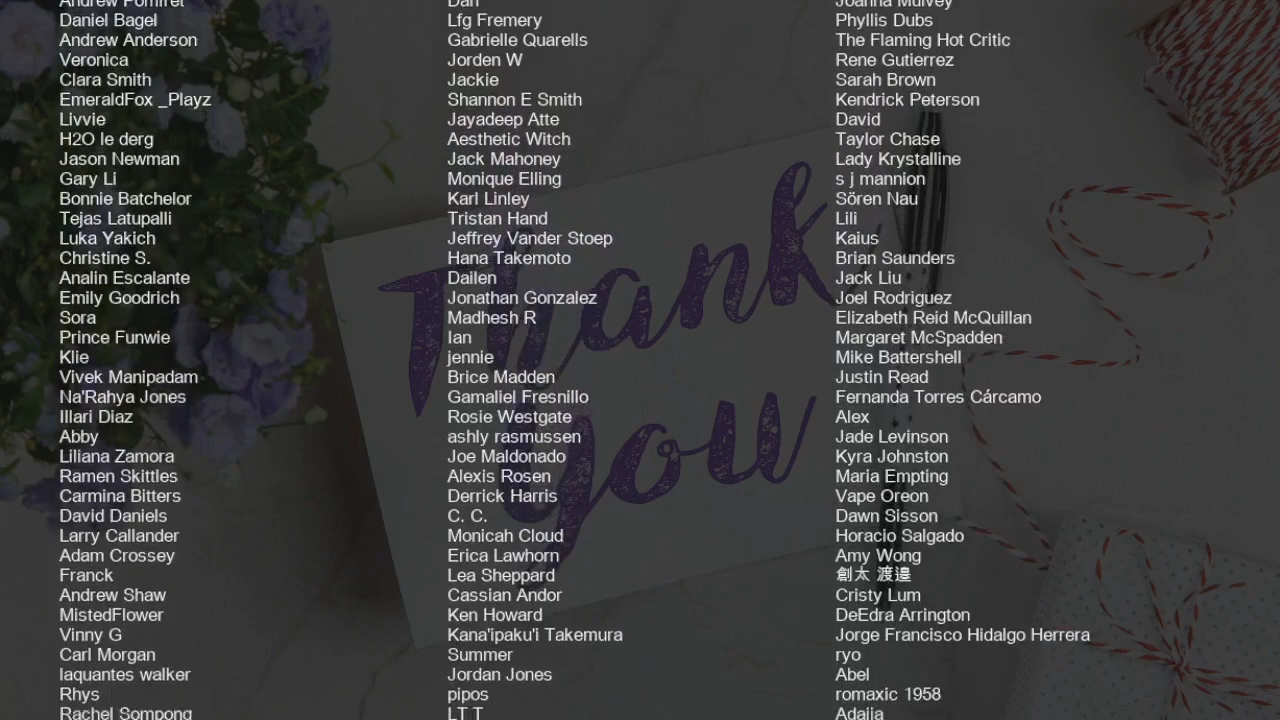 Andrew Pomfret
Daniel Bagel
Andrew Anderson
Veronica
Clara Smith
EmeraldFox _Playz
Livvie
H2O le derg
Jason Newman
Gary Li
Bonnie Batchelor
Tejas Latupalli
Luka Yakich
Christine S.
Analin Escalante
Emily Goodrich
Sora
Prince Funwie
Klie
Vivek Manipadam
Na'Rahya Jones
Illari Diaz
Abby
Liliana Zamora
Ramen Skittles
Carmina Bitters
David Daniels
Larry Callander
Adam Crossey
Franck
Andrew Shaw
MistedFlower
Vinny G
Carl Morgan
laquantes walker
Rhys
Rachel Sompong
Dan
Lfg Fremery
Gabrielle Quarells
Jorden W
Jackie
Shannon E Smith
Jayadeep Atte
Aesthetic Witch
Jack Mahoney
Monique Elling
Karl Linley
Tristan Hand
Jeffrey Vander Stoep
Hana Takemoto
Dailen
Jonathan Gonzalez
Madhesh R
Ian
jennie
Brice Madden
Gamaliel Fresnillo
Rosie Westgate
ashly rasmussen
Joe Maldonado
Alexis Rosen
Derrick Harris
C. C.
Monicah Cloud
Erica Lawhorn
Lea Sheppard
Cassian Andor
Ken Howard
Kana'ipaku'i Takemura
Summer
Jordan Jones
pipos
LT T
Joanna Mulvey
Phyllis Dubs
The Flaming Hot Critic
Rene Gutierrez
Sarah Brown
Kendrick Peterson
David
Taylor Chase
Lady Krystalline
s j mannion
Sören Nau
Lili
Kaius
Brian Saunders
Jack Liu
Joel Rodriguez
Elizabeth Reid McQuillan
Margaret McSpadden
Mike Battershell
Justin Read
Fernanda Torres Cárcamo
Alex
Jade Levinson
Kyra Johnston
Maria Empting
Vape Oreon
Dawn Sisson
Horacio Salgado
Amy Wong
創太 渡邉
Cristy Lum
DeEdra Arrington
Jorge Francisco Hidalgo Herrera
ryo
Abel
romaxic 1958
Adajia
Thank
you